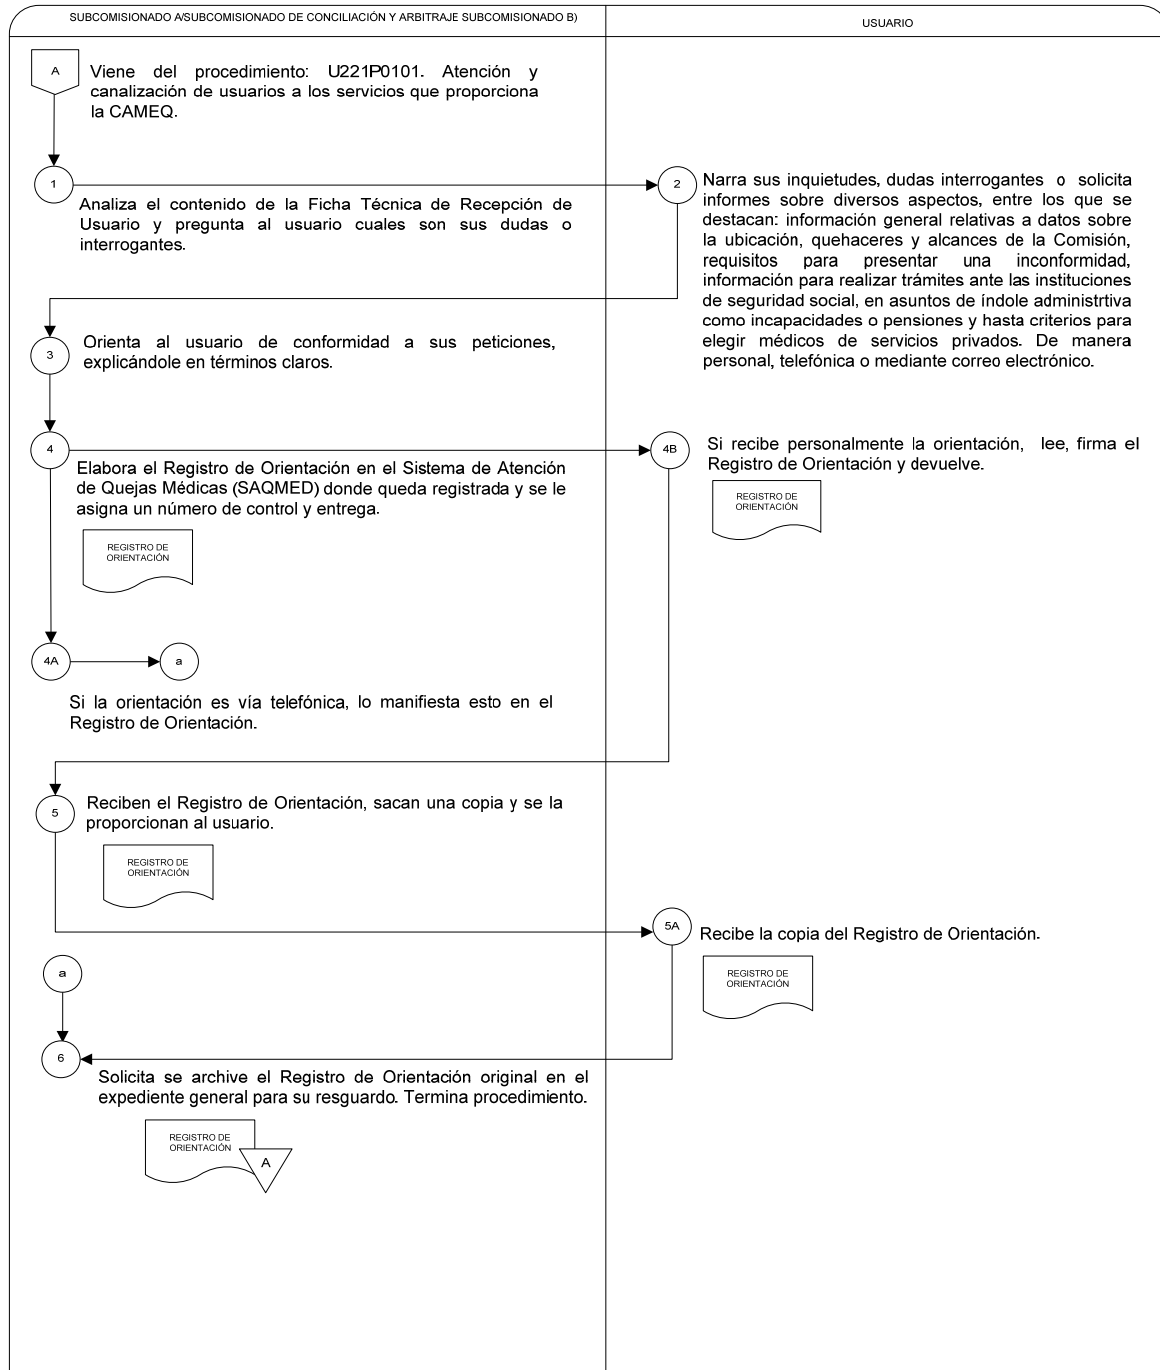 SUBCOMISIONADO A/SUBCOMISIONADO DE CONCILIACIÓN Y ARBITRAJE SUBCOMISIONADO B)
USUARIO
A
Viene del procedimiento: U221P0101. Atención y
canalización de usuarios a los servicios que proporciona
la CAMEQ.
1
Analiza el contenido de la Ficha Técnica de Recepción de
Usuario y pregunta al usuario cuales son sus dudas o
interrogantes.
2
Narra sus inquietudes, dudas interrogantes o solicita
informes sobre diversos aspectos, entre los que se
destacan: información general relativas a datos sobre
la ubicación, quehaceres y alcances de la Comisión,
requisitos para presentar una inconformidad,
información para realizar trámites ante las instituciones
de seguridad social, en asuntos de índole administrtiva
como incapacidades o pensiones y hasta criterios para
elegir médicos de servicios privados. De manera
personal, telefónica o mediante correo electrónico.
3
Orienta al usuario de conformidad a sus peticiones,
explicándole en términos claros.
4
Elabora el Registro de Orientación en el Sistema de Atención
de Quejas Médicas (SAQMED) donde queda registrada y se le
asigna un número de control y entrega.
REGISTRO DE
ORIENTACIÓN
4B
Si recibe personalmente la orientación, lee, firma el
Registro de Orientación y devuelve.
REGISTRO DE
ORIENTACIÓN
4A
a
Si la orientación es vía telefónica, lo manifiesta esto en el
Registro de Orientación.
5
Reciben el Registro de Orientación, sacan una copia y se la
proporcionan al usuario.
REGISTRO DE
ORIENTACIÓN
5A
Recibe la copia del Registro de Orientación.
REGISTRO DE
ORIENTACIÓN
a
6
Solicita se archive el Registro de Orientación original en el
expediente general para su resguardo. Termina procedimiento.
REGISTRO DE
ORIENTACIÓN
A